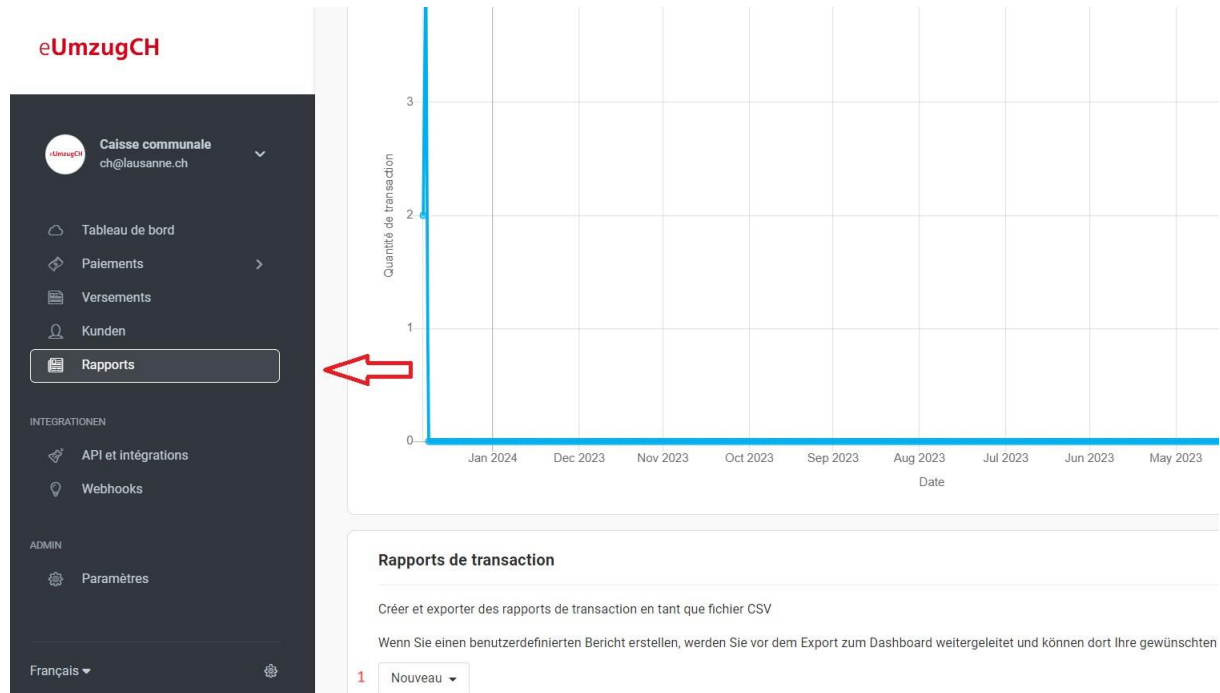 eUmzugCH
eUmzugCH
Caisse communale
ch@lausanne.ch
Tableau de bord
Paiements
Versements
Kunden
Rapports
INTEGRATIONEN
API et intégrations
Webhooks
ADMIN
Paramètres
Français
Quantité de transaction
3
2
1
0
Jan 2024 Dec 2023 Nov 2023 Oct 2023 Sep 2023 Aug 2023 Jul 2023 Jun 2023 May 2023
Date
Rapports de transaction
Créer et exporter des rapports de transaction en tant que fichier CSV
Wenn Sie einen benutzerdefinierten Bericht erstellen, werden Sie vor dem Export zum Dashboard weitergeleitet und können dort Ihre gewünschten
1 Nouveau